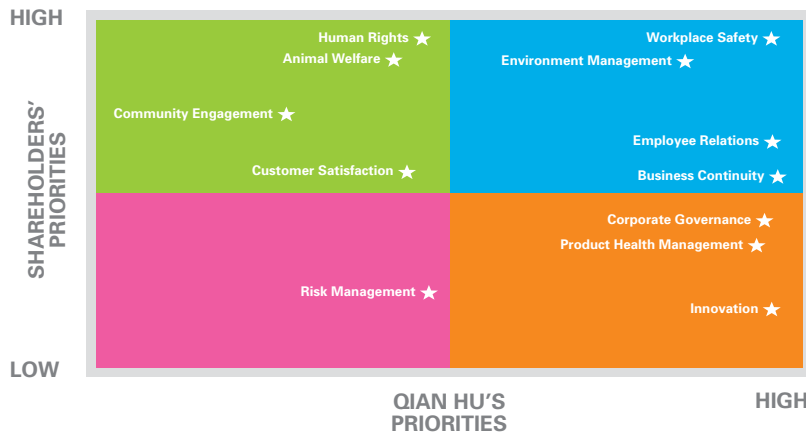 HIGH
Human Rights
Workplace Safety
Animal Welfare
Environment Management
Community Engagement
Employee Relations
Customer Satisfaction
Business Continuity
SHAREHOLDERS'
PRIORITIES
Corporate Governance
Product Health Management
Risk Management
Innovation
LOW
QIAN HU'S
PRIORITIES
HIGH